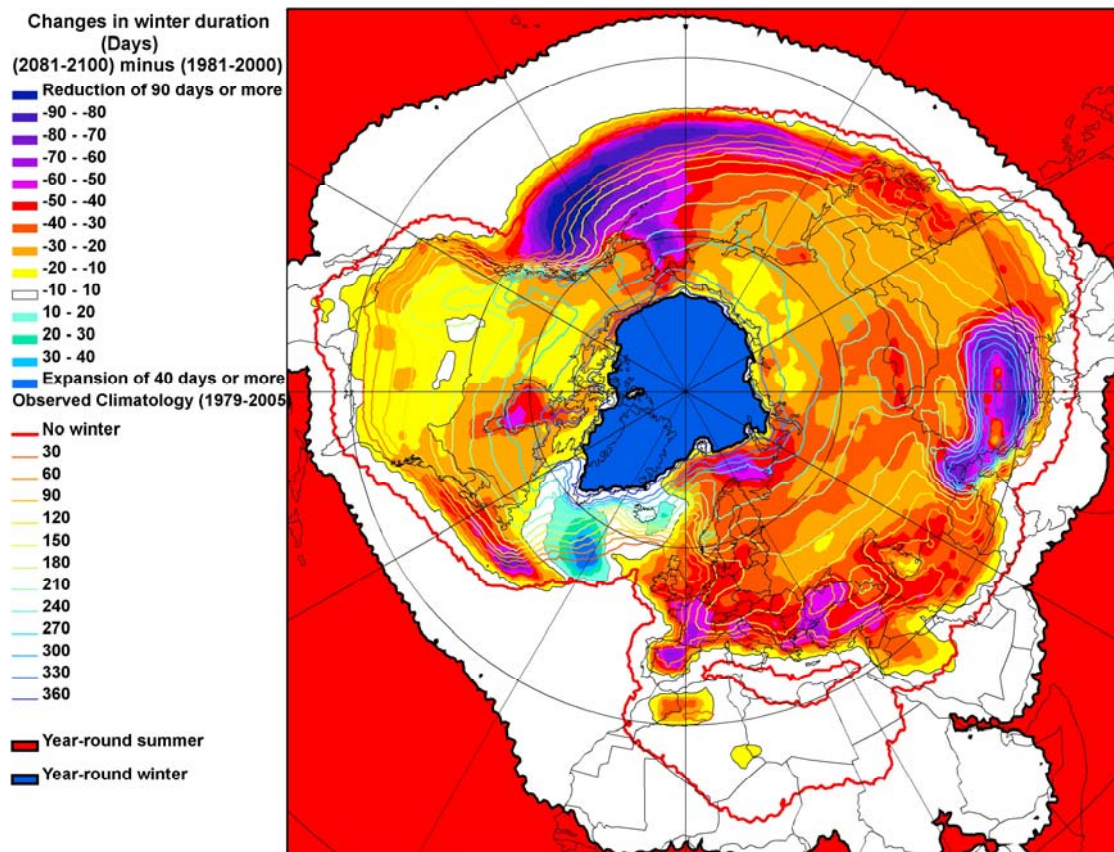 Changes in winter duration
(Days)
(2081-2100) minus (1981-2000)
Reduction of 90 days or more
-90 - -80
-80 - -70
-70 - -60
-60 - -50
-50 - -40
-40 - -30
-30 - -20
-20 - -10
-10 - 10
10 - 20
20 - 30
30 - 40
Expansion of 40 days or more
Observed Climatology (1979-2005)
No winter
30
60
90
120
150
180
210
240
270
300
330
360
Year-round summer
Year-round winter